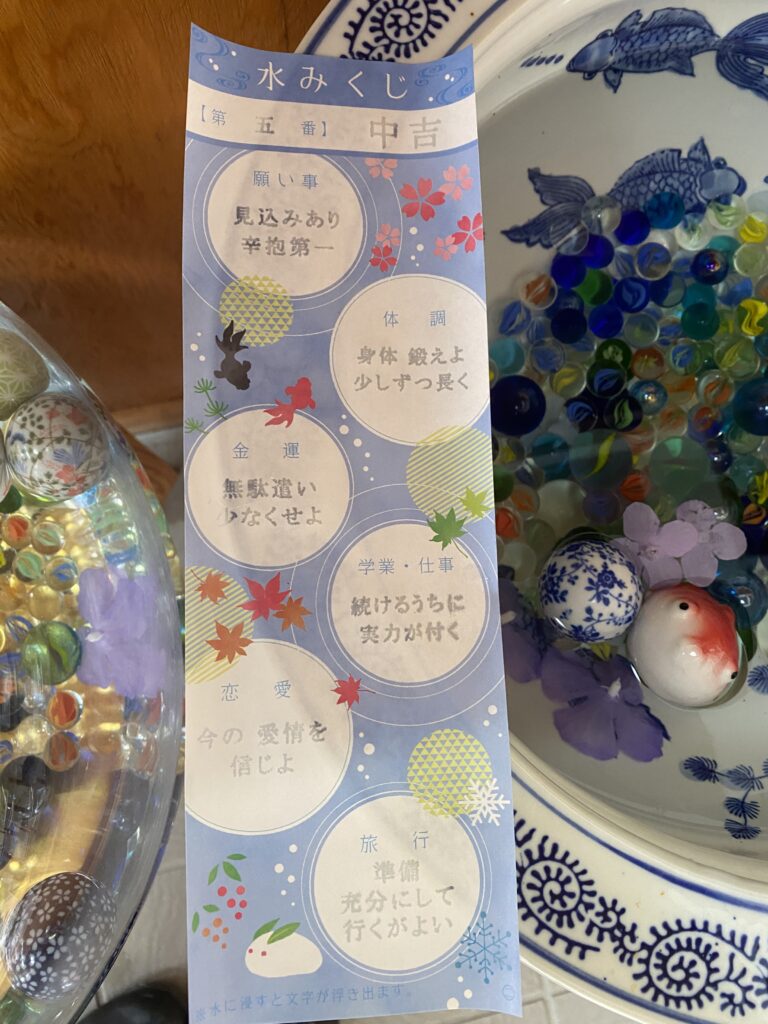 水みくじ
【第 五 番】 中吉
願い事
見込みあり
辛抱第一
体 調
身体 鍛えよ
少しずつ長く
金 運
無駄遣い
少なくせよ
学業・仕事
続けるうちに
実力が付く
恋 愛
今の 愛情を
信じよ
旅 行
準備
充分にして
行くがよい
※水に浸すと文字が浮き出ます。